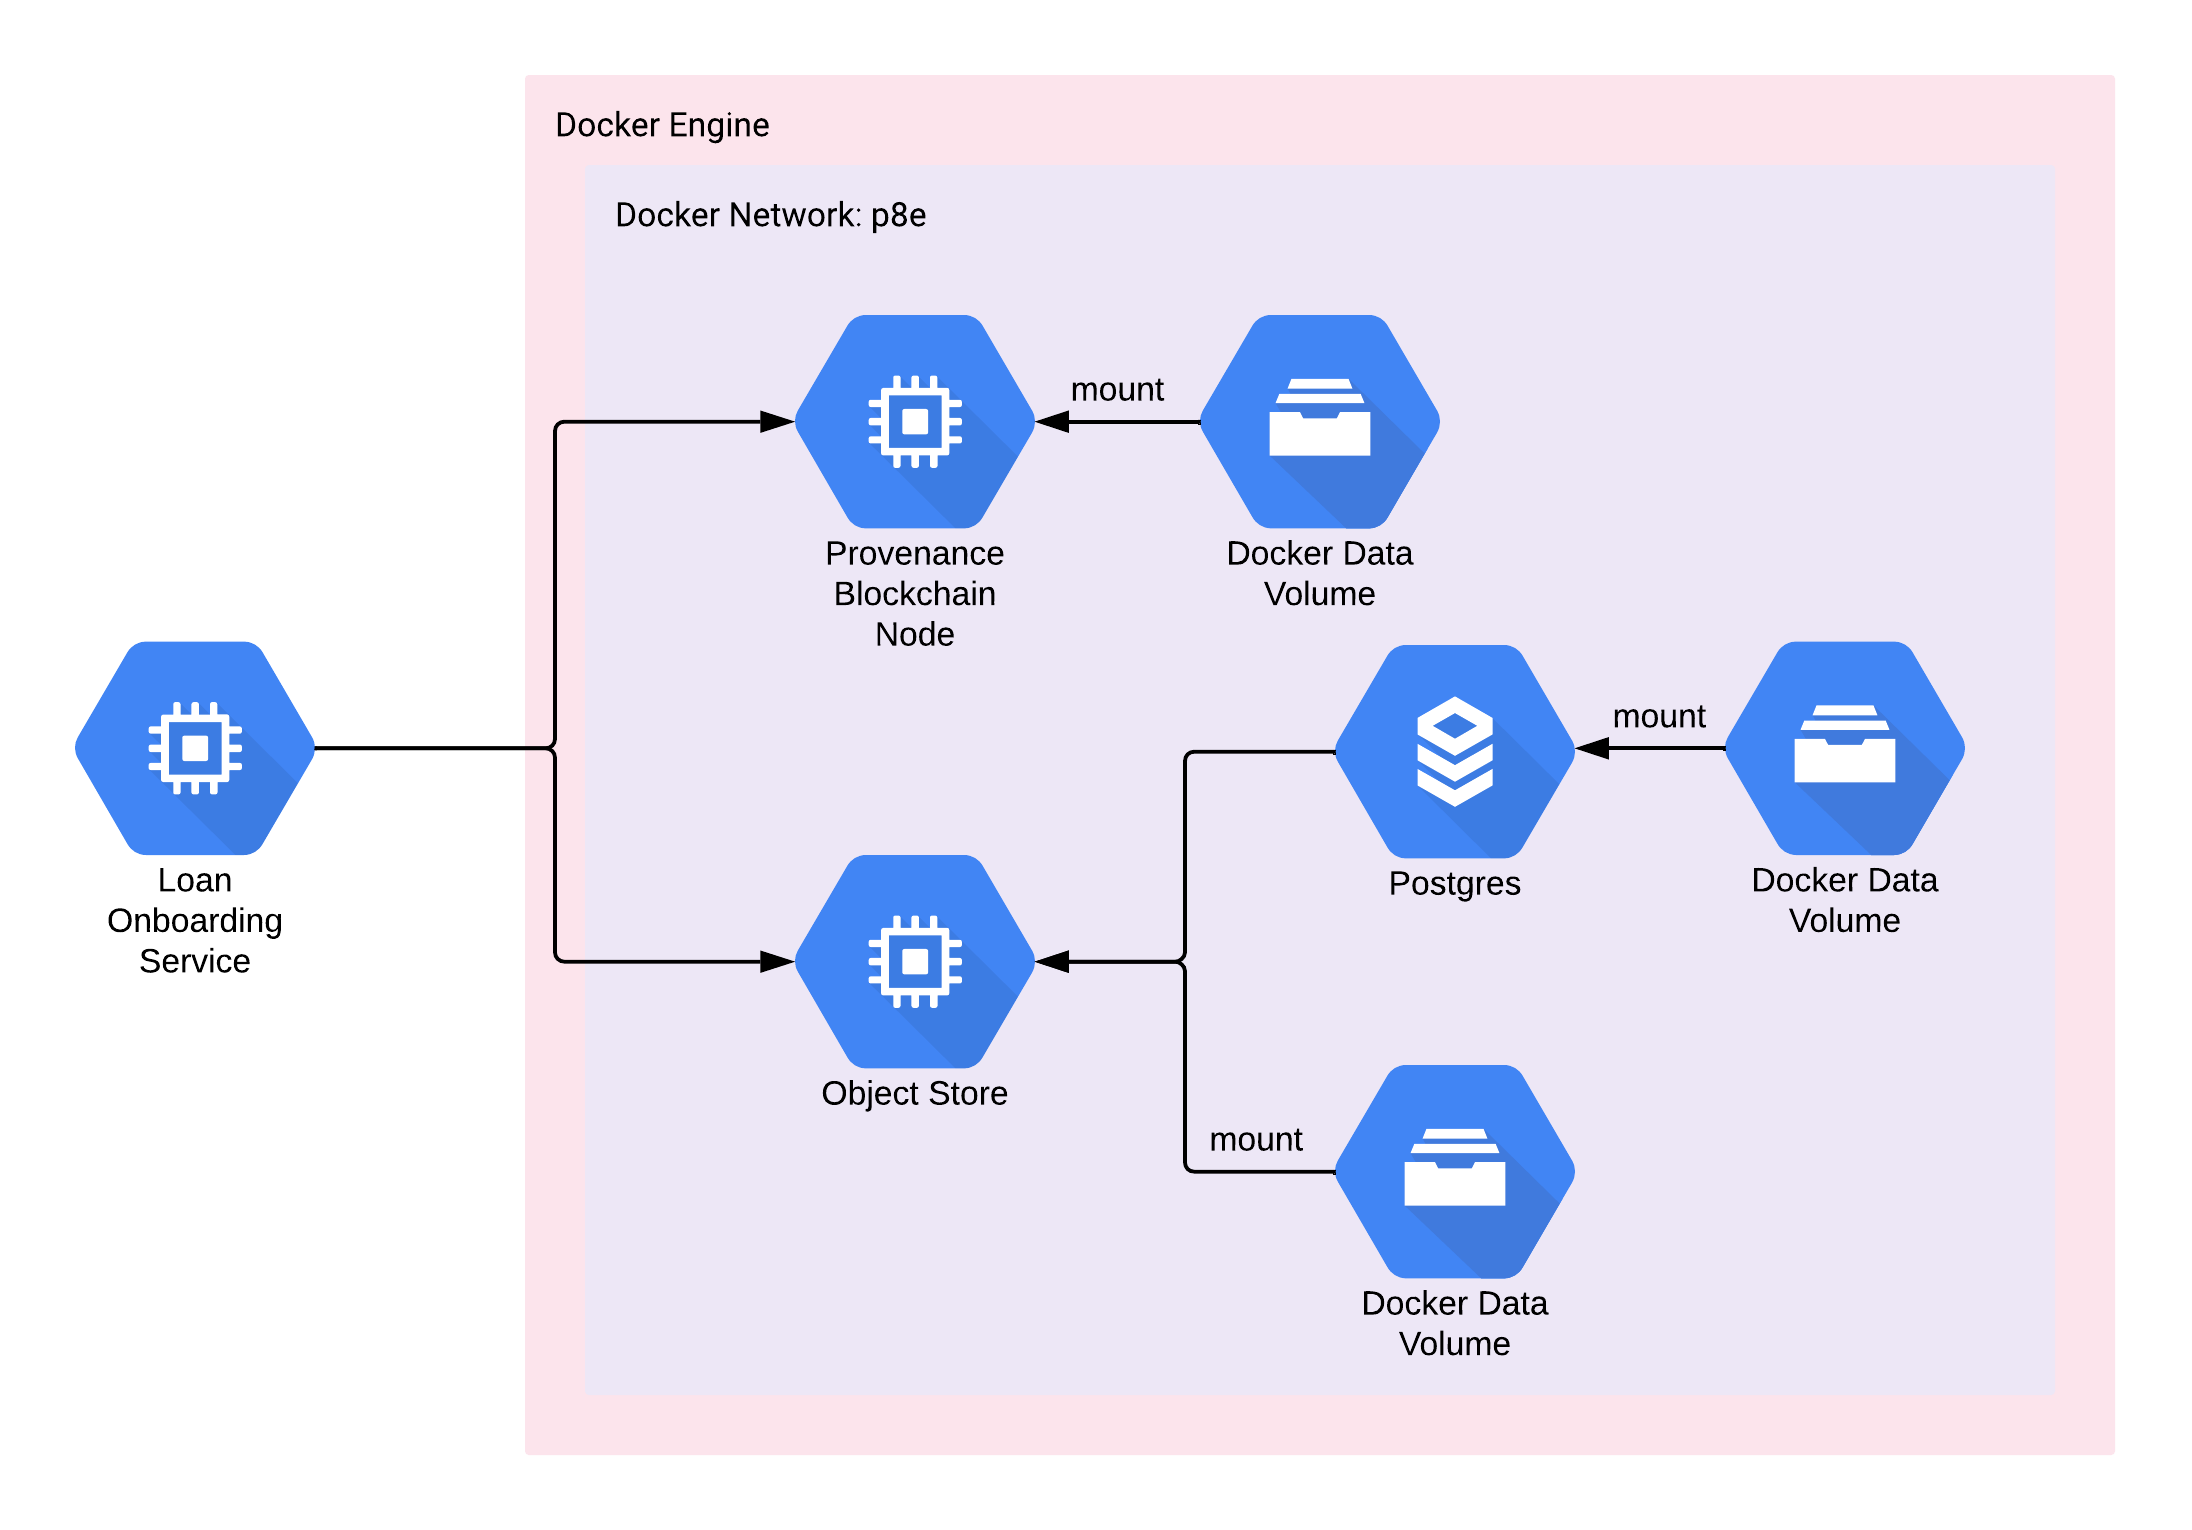 Docker Engine
Docker Network: p8e
mount
Provenance
Blockchain
Node
Docker Data
Volume
mount
Loan
Onboarding
Service
Postgres
Docker Data
Volume
Object Store
mount
Docker Data
Volume